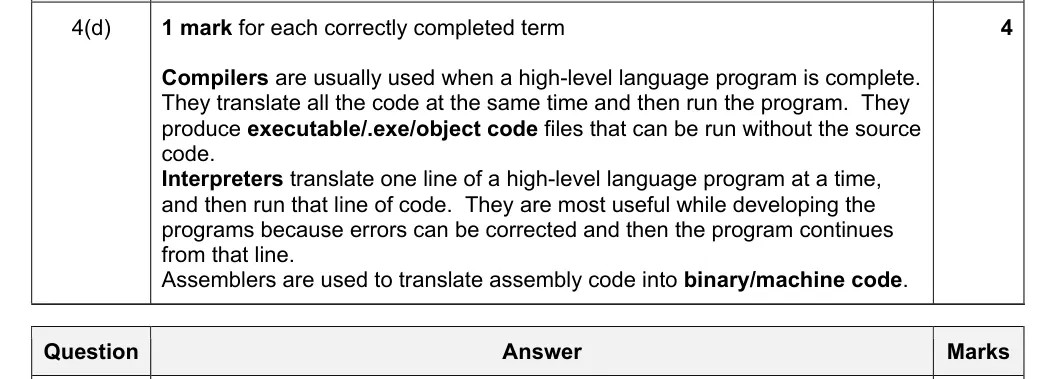 4(d) 1 mark for each correctly completed term 4
Compilers are usually used when a high-level language program is complete.
They translate all the code at the same time and then run the program. They
produce executable/.exe/object code files that can be run without the source
code.
Interpreters translate one line of a high-level language program at a time,
and then run that line of code. They are most useful while developing the
programs because errors can be corrected and then the program continues
from that line.
Assemblers are used to translate assembly code into binary/machine code.
Question Answer Marks